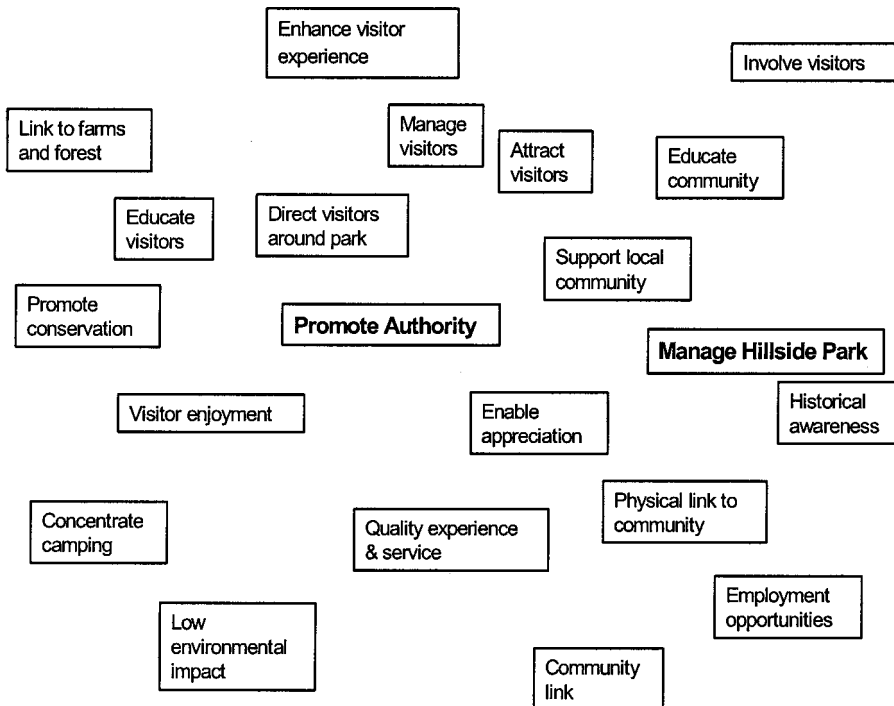 Enhance visitor
experience
Involve visitors
Link to farms
and forest
Manage
visitors
Attract
visitors
Educate
community
Educate
visitors
Direct visitors
around park
Support local
community
Promote
conservation
Promote Authority
Manage Hillside Park
Visitor enjoyment
Enable
appreciation
Historical
awareness
Concentrate
camping
Quality experience
& service
Physical link to
community
Low
environmental
impact
Employment
opportunities
Community
link